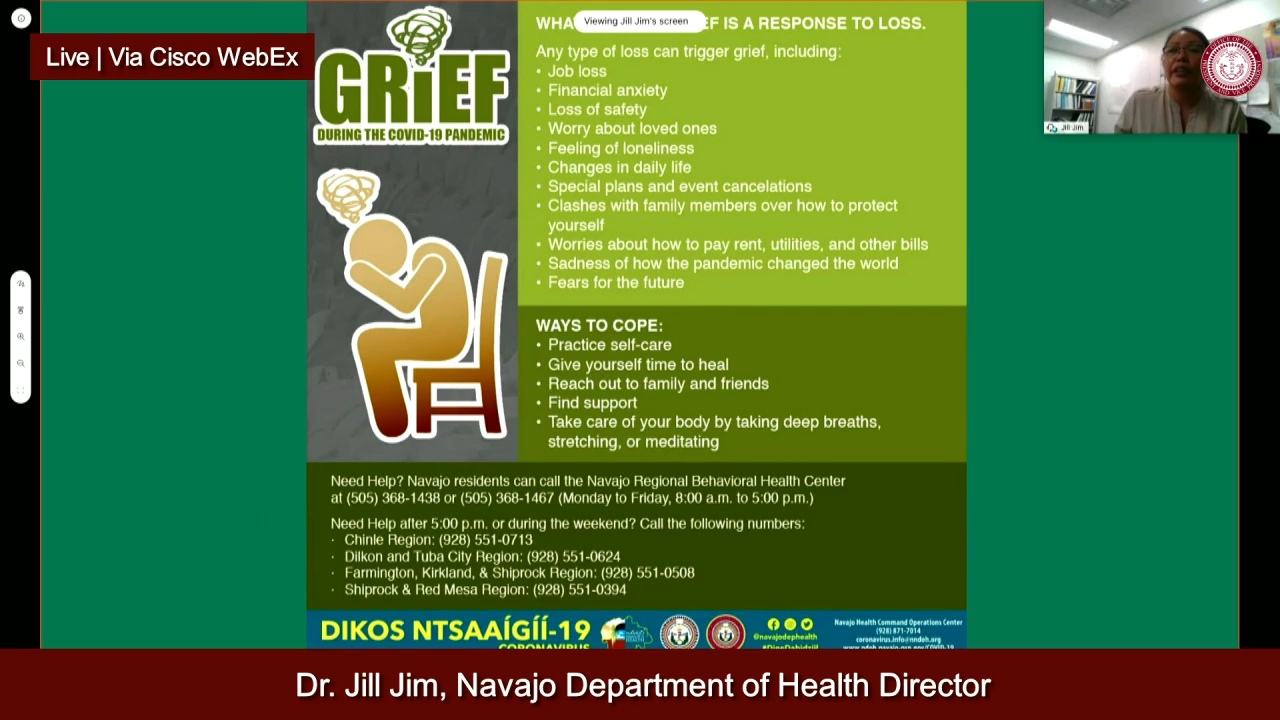 Live | Via Cisco WebEx
Viewing Jill Jim's screen
GRiEF
DURING THE COVID-19 PANDEMIC
IS A RESPONSE TO LOSS.
Any type of loss can trigger grief, including:
• Job loss
• Financial anxiety
• Loss of safety
• Worry about loved ones
• Feeling of loneliness
• Changes in daily life
• Special plans and event cancelations
• Clashes with family members over how to protect
yourself
• Worries about how to pay rent, utilities, and other bills
• Sadness of how the pandemic changed the world
• Fears for the future
WAYS TO COPE:
• Practice self-care
• Give yourself time to heal
• Reach out to family and friends
• Find support
• Take care of your body by taking deep breaths,
stretching, or meditating
Need Help? Navajo residents can call the Navajo Regional Behavioral Health Center
at (505) 368-1438 or (505) 368-1467 (Monday to Friday, 8:00 a.m. to 5:00 p.m.)
Need Help after 5:00 p.m. or during the weekend? Call the following numbers:
· Chinle Region: (928) 551-0713
· Dilkon and Tuba City Region: (928) 551-0624
· Farmington, Kirkland, & Shiprock Region: (928) 551-0508
· Shiprock & Red Mesa Region: (928) 551-0394
DIKOS NTSAAÍGÍÍ-19
CORONAVIRUS
@navajodephealth
Navajo Health Command Operations Center
(928) 871-7014
coronavirus.info@nndoh.org
Jill Jim
Dr. Jill Jim, Navajo Department of Health Director